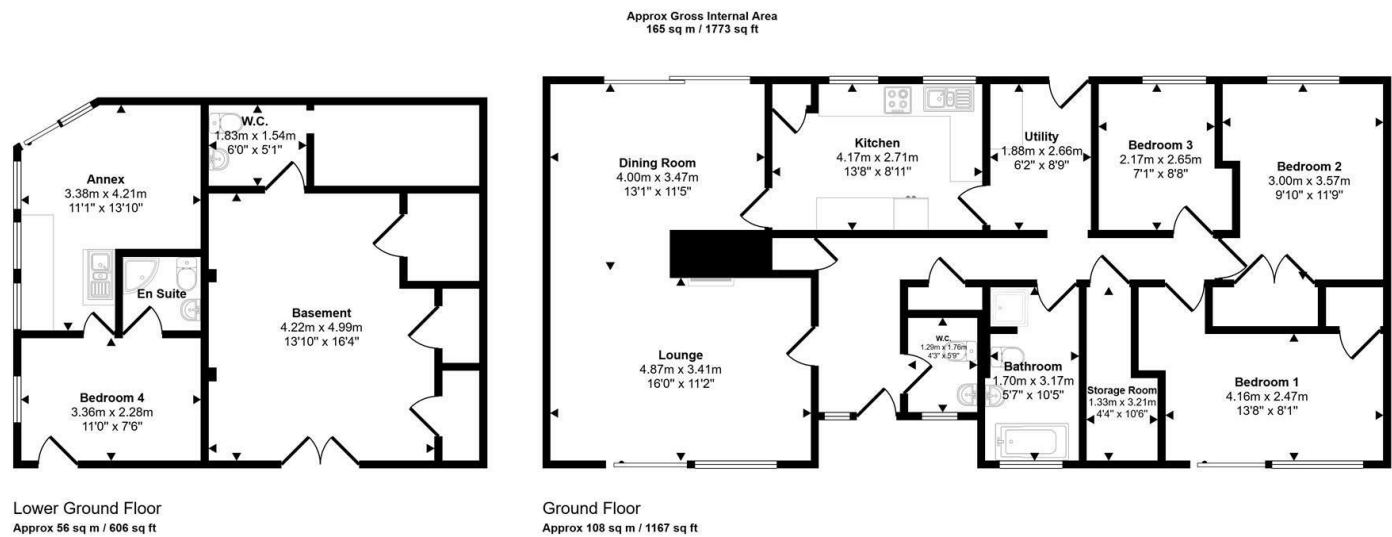 Approx Gross Internal Area
165 sq m / 1773 sq ft
W.C.
1.83m x 1.54m
6'0" x 5'1"
Annex
3.38m x 4.21m
11'1" x 13'10"
En Suite
Basement
4.22m x 4.99m
13'10" x 16'4"
Bedroom 4
3.36m x 2.28m
11'0" x 7'6"
Lower Ground Floor
Approx 56 sq m / 606 sq ft
Dining Room
4.00m x 3.47m
13'1" x 11'5"
Kitchen
4.17m x 2.71m
13'8" x 8'11"
Utility
1.88m x 2.66m
6'2" x 8'9"
Bedroom 3
2.17m x 2.65m
7'1" x 8'8"
Bedroom 2
3.00m x 3.57m
9'10" x 11'9"
Lounge
4.87m x 3.41m
16'0" x 11'2"
W.C.
1.29m x 1.76m
4'3" x 5'9"
Bathroom
1.70m x 3.17m
5'7" x 10'5"
Storage Room
1.33m x 3.21m
4'4" x 10'6"
Bedroom 1
4.16m x 2.47m
13'8" x 8'1"
Ground Floor
Approx 108 sq m / 1167 sq ft